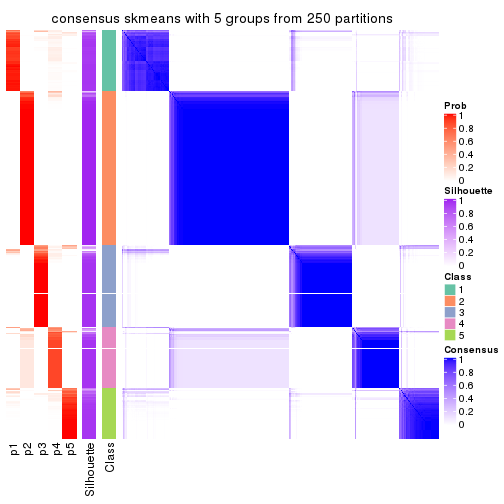 consensus skmeans with 5 groups from 250 partitions
Prob
1
0.8
0.6
0.4
0.2
0
Silhouette
1
0.8
0.6
0.4
0.2
0
Class
1
2
3
4
5
Consensus
1
0.8
0.6
0.4
0.2
0
p1
p2
p3
p4
p5
Silhouette
Class